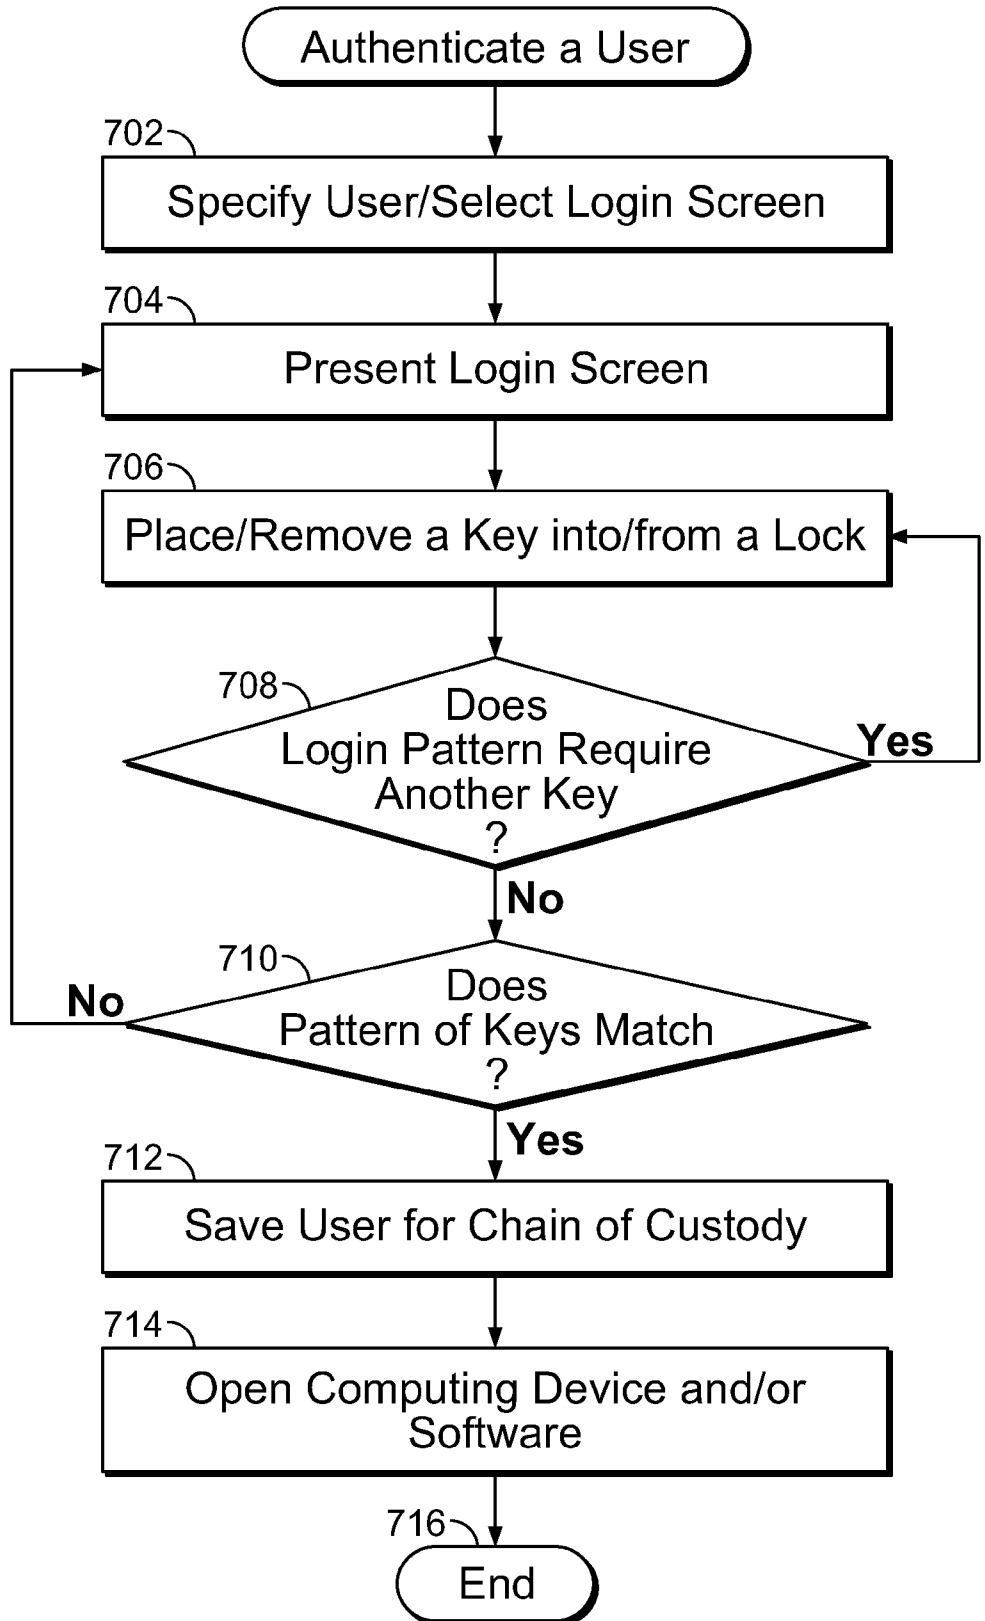 Authenticate a User
702
Specify User/Select Login Screen
704
Present Login Screen
706
Place/Remove a Key into/from a Lock
708
Does
Login Pattern Require
Another Key
?
Yes
No
710
Does
Pattern of Keys Match
?
No
Yes
712
Save User for Chain of Custody
714
Open Computing Device and/or
Software
716
End